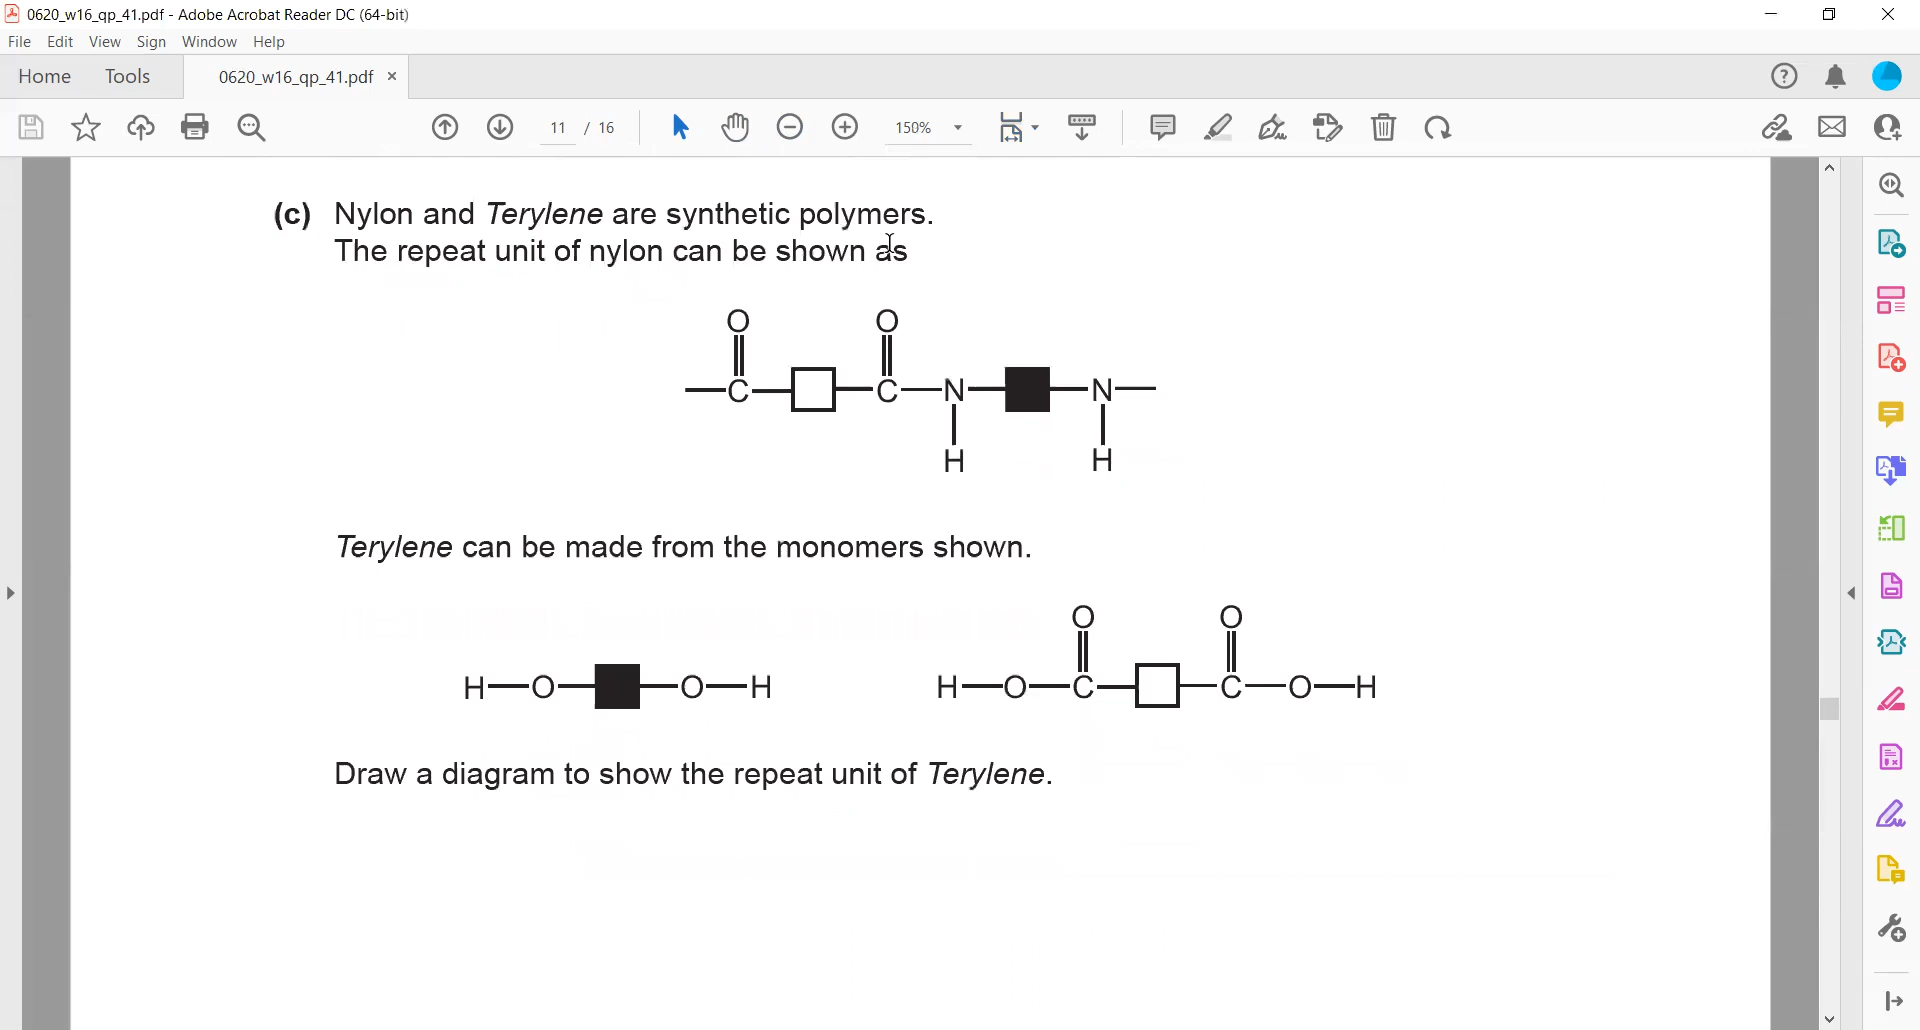 0620_w16_qp_41.pdf - Adobe Acrobat Reader DC (64-bit)
File Edit View Sign Window Help
Home Tools 0620_w16_qp_41.pdf ×
11 / 16 150%
(c) Nylon and Terylene are synthetic polymers.
The repeat unit of nylon can be shown as
O O
C C N N
H H
Terylene can be made from the monomers shown.
O O
H O O H H O C C O H
Draw a diagram to show the repeat unit of Terylene.